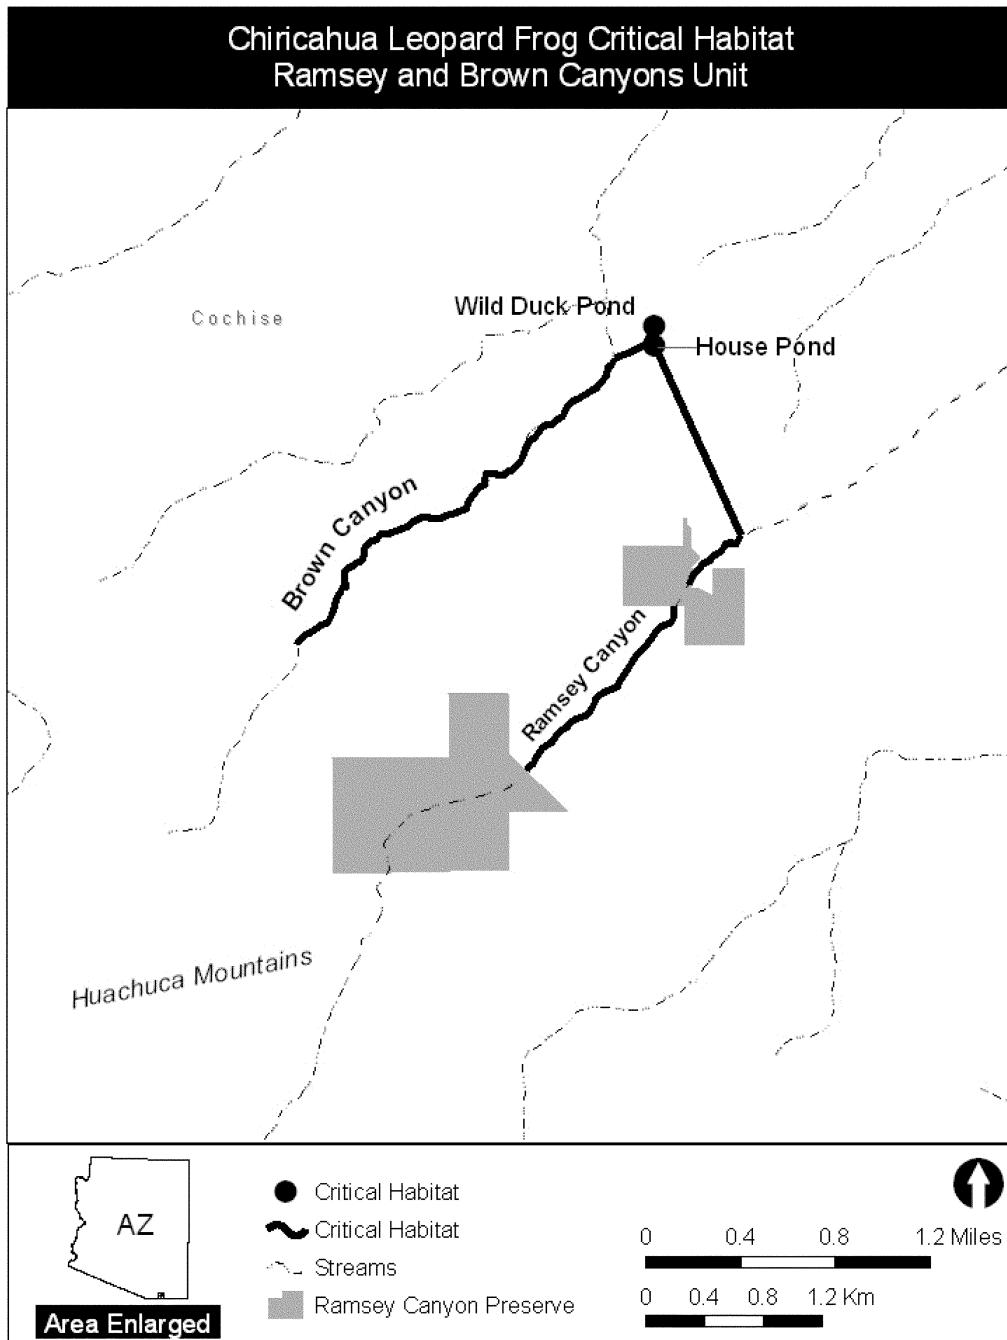 Chiricahua Leopard Frog Critical Habitat
Ramsey and Brown Canyons Unit
Cochise
Wild Duck Pond
House Pond
Brown Canyon
Ramsey Canyon
Huachuca Mountains
AZ
Area Enlarged
Critical Habitat
Critical Habitat
Streams
Ramsey Canyon Preserve
0 0.4 0.8 1.2 Miles
0 0.4 0.8 1.2 Km